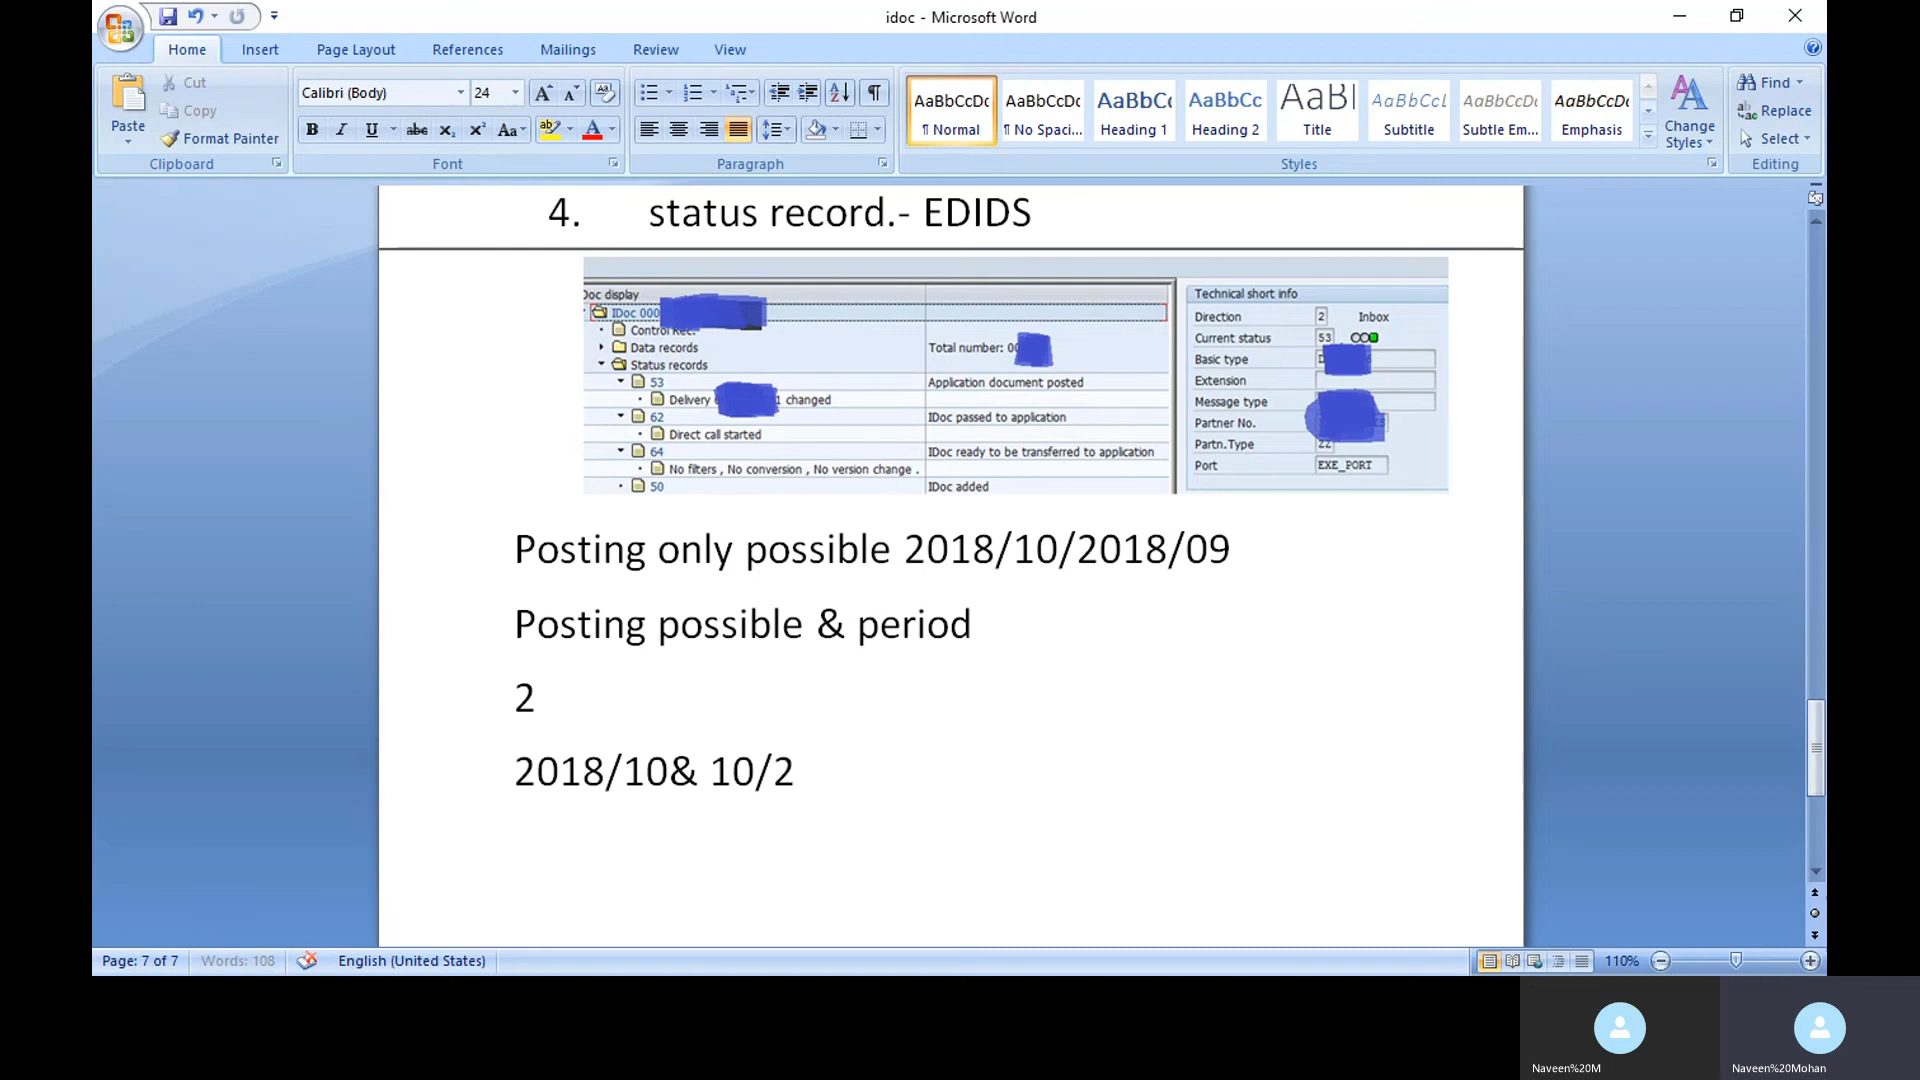 idoc - Microsoft Word
Home Insert Page Layout References Mailings Review View
Paste
Cut
Copy
Format Painter
Clipboard
Calibri (Body) 24
Font
Paragraph
AaBbCcDc AaBbCcDc AaBbCc AaBbCc AaBl AaBbCcL AaBbCcDc AaBbCcDc
¶ Normal ¶ No Spaci... Heading 1 Heading 2 Title Subtitle Subtle Em... Emphasis
Change Styles
Styles
Find
Replace
Select
Editing
4. status record.- EDIDS
Doc display
IDoc 000
Control Rec.
Data records Total number: 00
Status records
53 Application document posted
Delivery changed
62 IDoc passed to application
Direct call started
64 IDoc ready to be transferred to application
No filters , No conversion , No version change .
50 IDoc added
Technical short info
Direction 2 Inbox
Current status 53
Basic type
Extension
Message type
Partner No.
Partn.Type ZZ
Port EXE_PORT
Posting only possible 2018/10/2018/09
Posting possible & period
2
2018/10& 10/2
Page: 7 of 7 Words: 108 English (United States) 110%
Naveen%20M Naveen%20Mohan